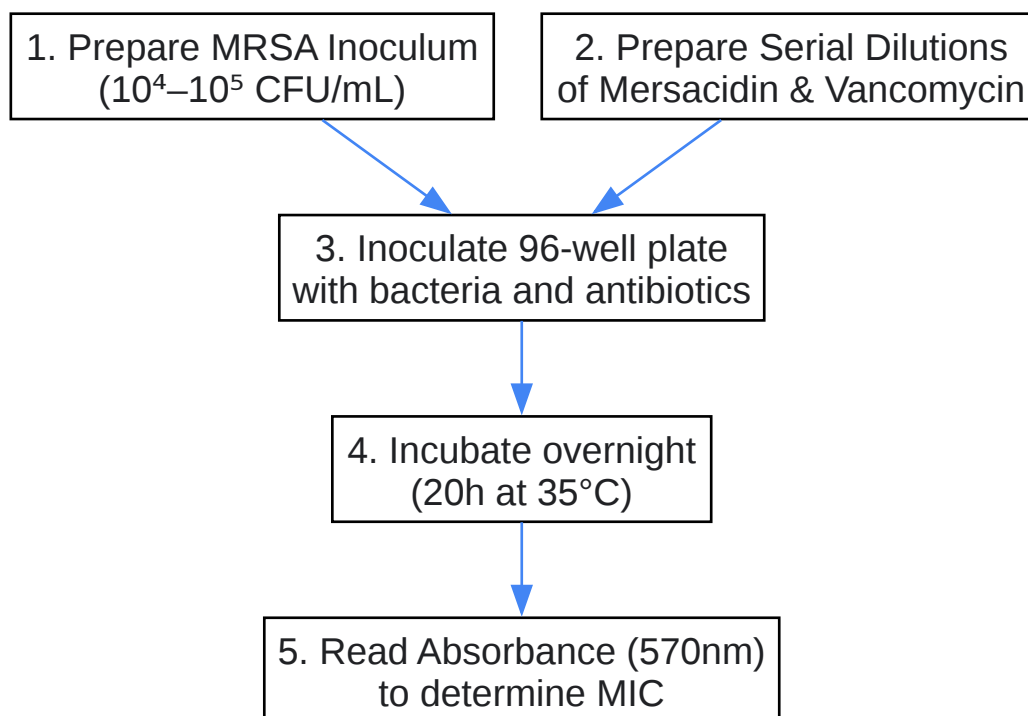 1. Prepare MRSA Inoculum
(10⁴–10⁵ CFU/mL)
2. Prepare Serial Dilutions
of Mersacidin & Vancomycin
3. Inoculate 96-well plate
with bacteria and antibiotics
4. Incubate overnight
(20h at 35°C)
5. Read Absorbance (570nm)
to determine MIC